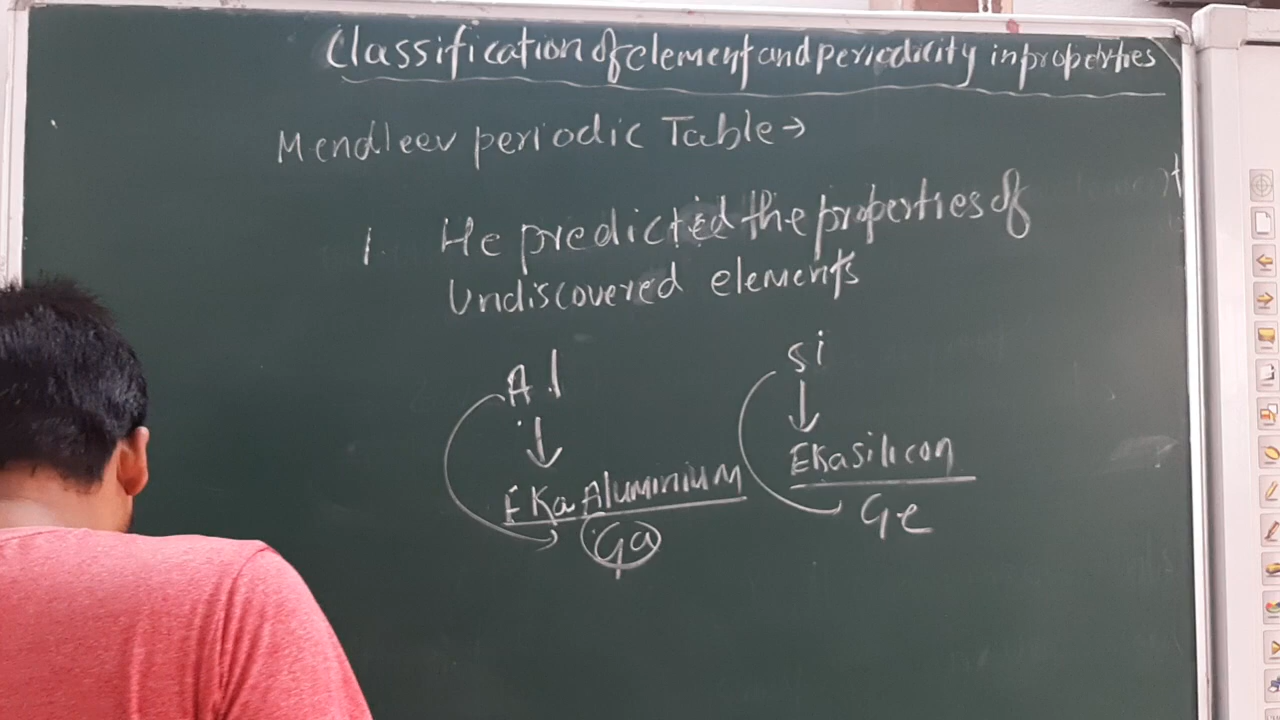 Classification of element and periodicity in properties
Mendleev periodic Table →
1. He predicted the properties of
Undiscovered elements
Al
↓
EKa Aluminium
Ga
Si
↓
EKasilicon
Ge